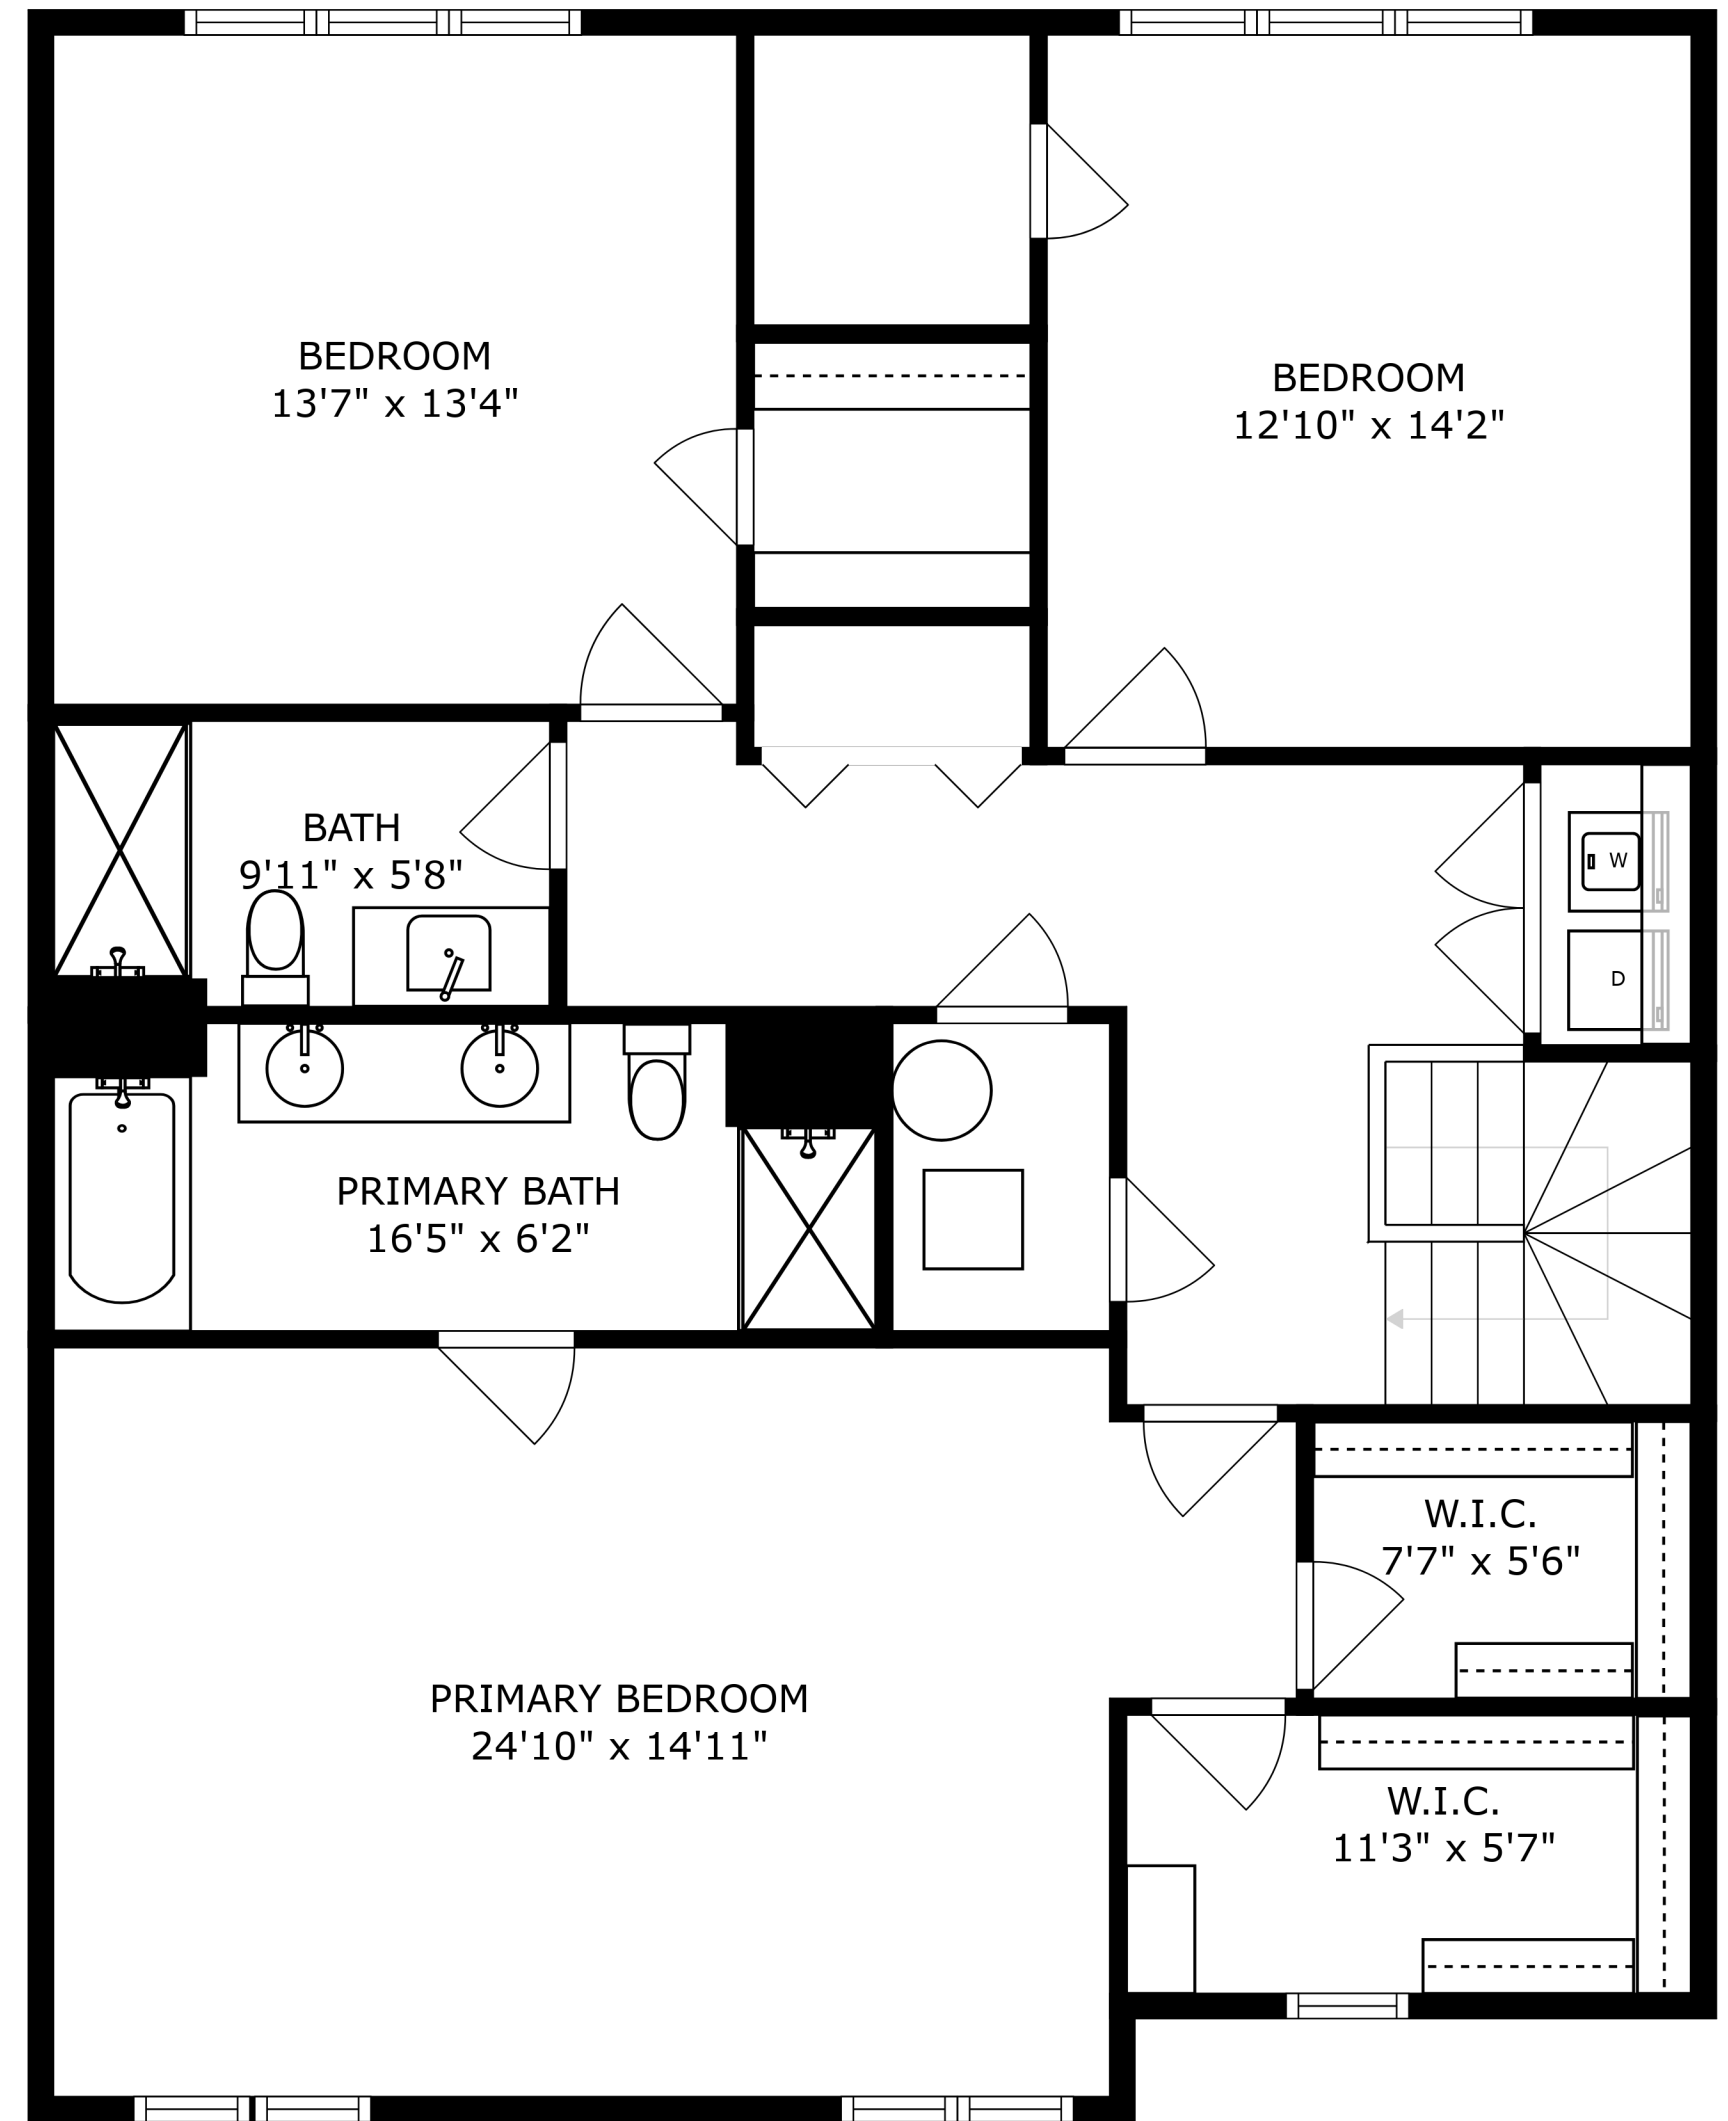 BEDROOM
13'7" x 13'4"
BEDROOM
12'10" x 14'2"
BATH
9'11" x 5'8"
W
D
PRIMARY BATH
16'5" x 6'2"
W.I.C.
7'7" x 5'6"
PRIMARY BEDROOM
24'10" x 14'11"
W.I.C.
11'3" x 5'7"